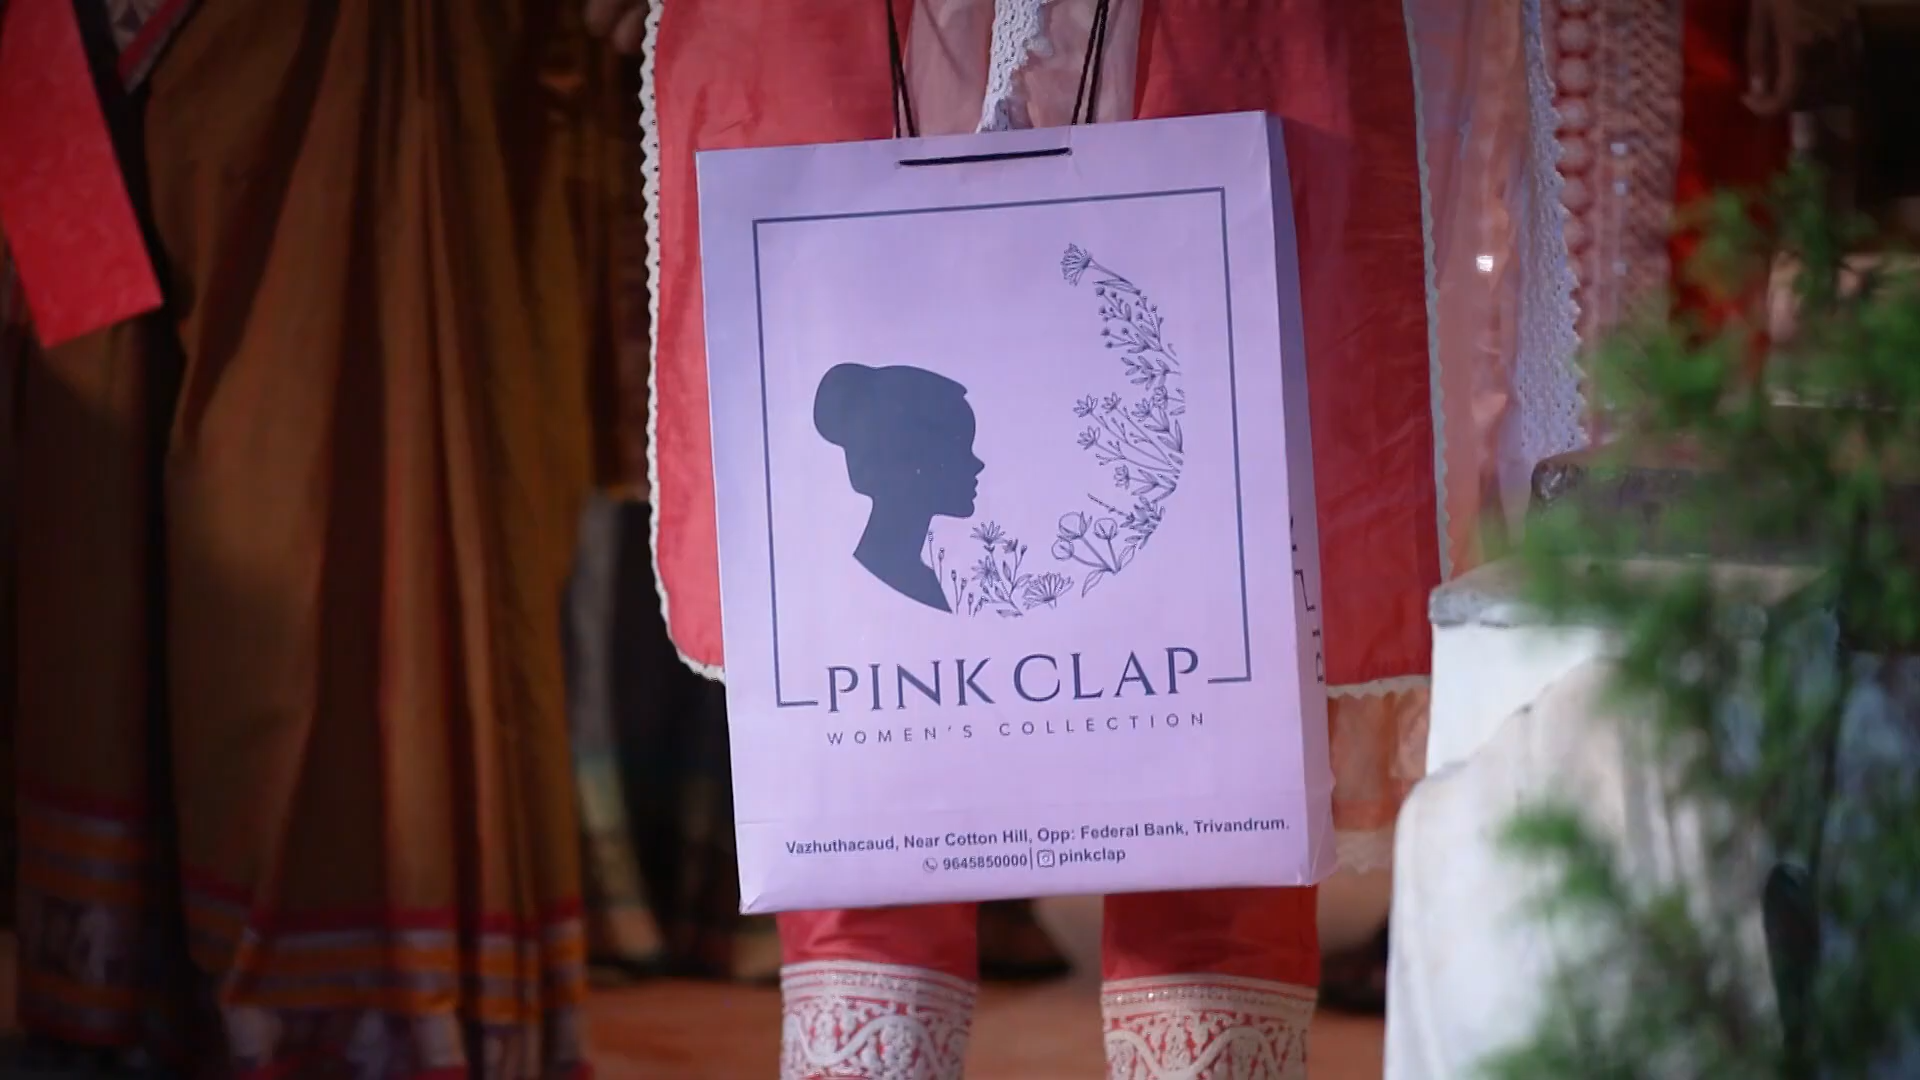 PINK CLAP
WOMEN'S COLLECTION
Vazhuthacaud, Near Cotton Hill, Opp: Federal Bank, Trivandrum.
9645850000| pinkclap